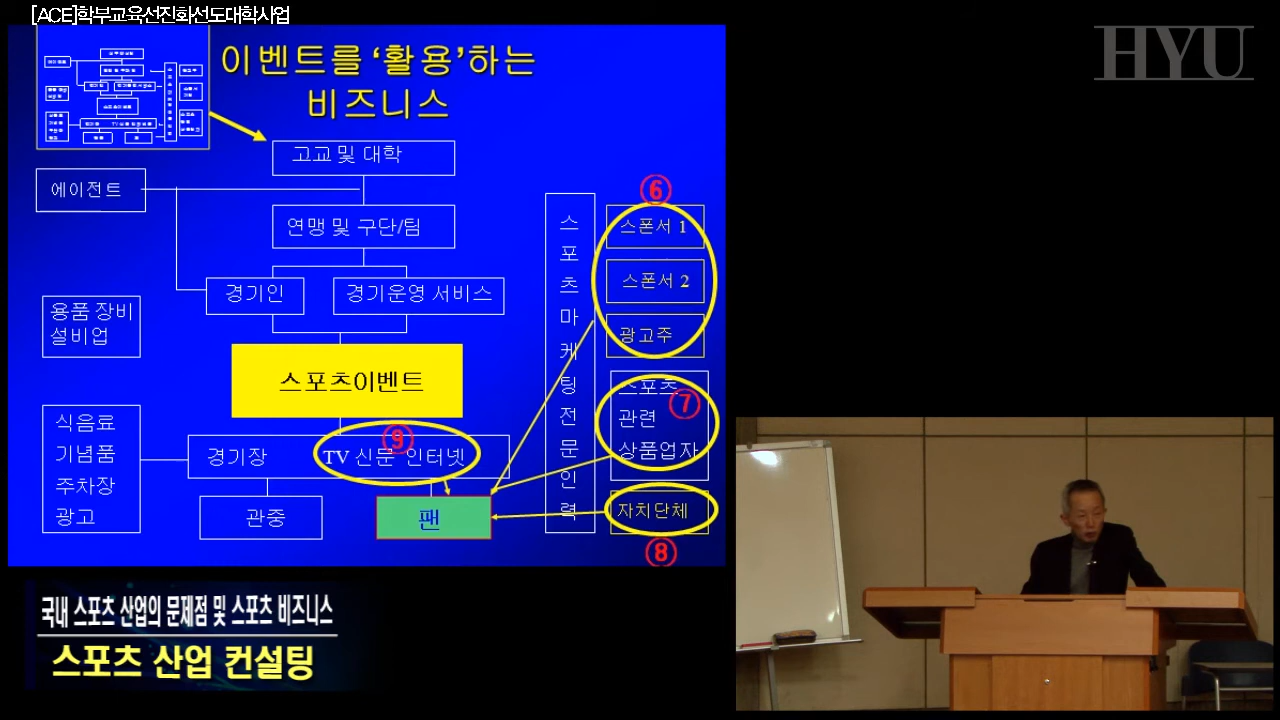 [ACE]학부교육선진화선도대학사업
HYU
이벤트를 ‘활용’하는
비즈니스
고교 및 대학
에이전트
연맹 및 구단/팀
경기인
경기운영 서비스
용품 장비
설비업
스포츠이벤트
식음료
기념품
주차장
광고
경기장
TV 신문 인터넷
⑨
관중
팬
스포츠마케팅전문인력
⑥
스폰서 1
스폰서 2
광고주
스포츠
관련
상품업자
⑦
자치단체
⑧
국내 스포츠 산업의 문제점 및 스포츠 비즈니스
스포츠 산업 컨설팅